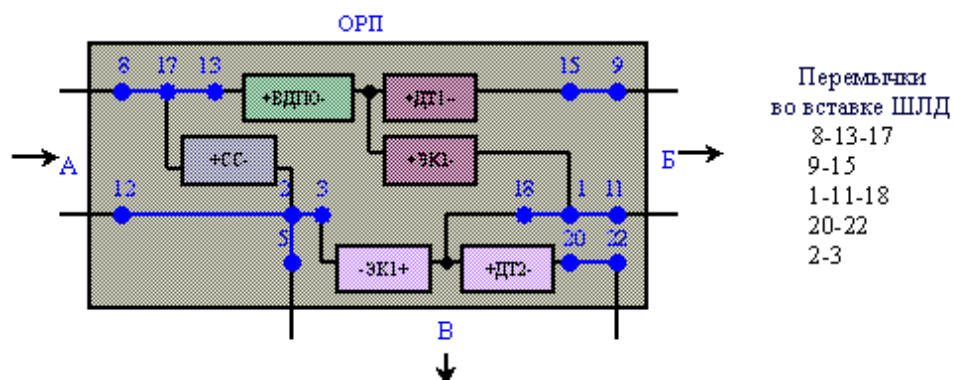 ОРП
8 17 13 15 9
+ВДПО- +ДТ1-
Перемычки
во вставке ШЛД
8-13-17
9-15
1-11-18
20-22
2-3
А
+СС- +ЭК1-
Б
12 2 3 18 1 11
5 20 22
-ЭК1+ +ДТ2-
В